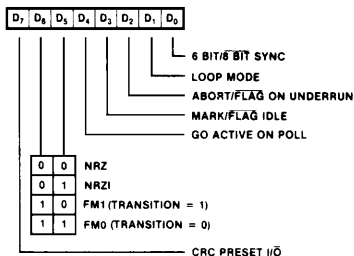 D7 D6 D5 D4 D3 D2 D1 D0
6 BIT/8 BIT SYNC
LOOP MODE
ABORT/FLAG ON UNDERRUN
MARK/FLAG IDLE
GO ACTIVE ON POLL
0 0 NRZ
0 1 NRZI
1 0 FM1 (TRANSITION = 1)
1 1 FM0 (TRANSITION = 0)
CRC PRESET I/O